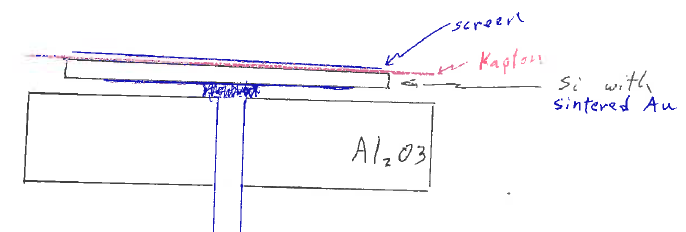 screen
Kapton
Si with
sintered Au
Al2O3